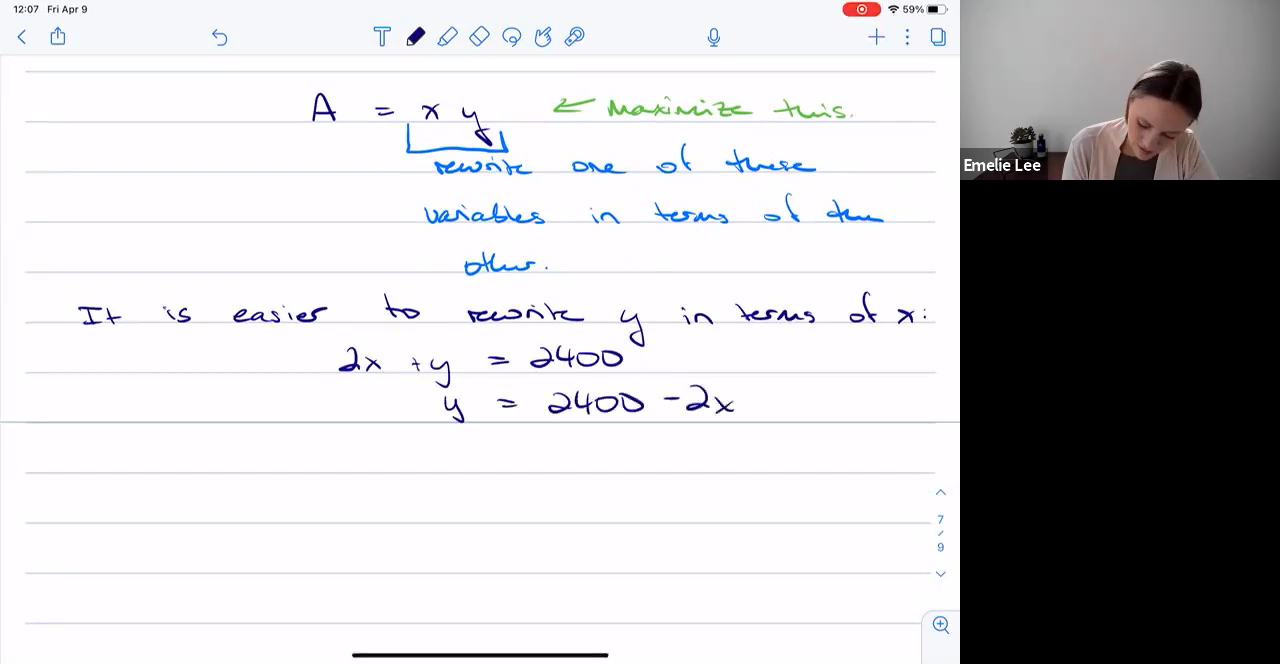 12:07 Fri Apr 9
59%
A = x y ← Maximize this.
rewrite one of these
variables in terms of the
other.
It is easier to rewrite y in terms of x:
2x + y = 2400
y = 2400 - 2x
7
/
9
Emelie Lee